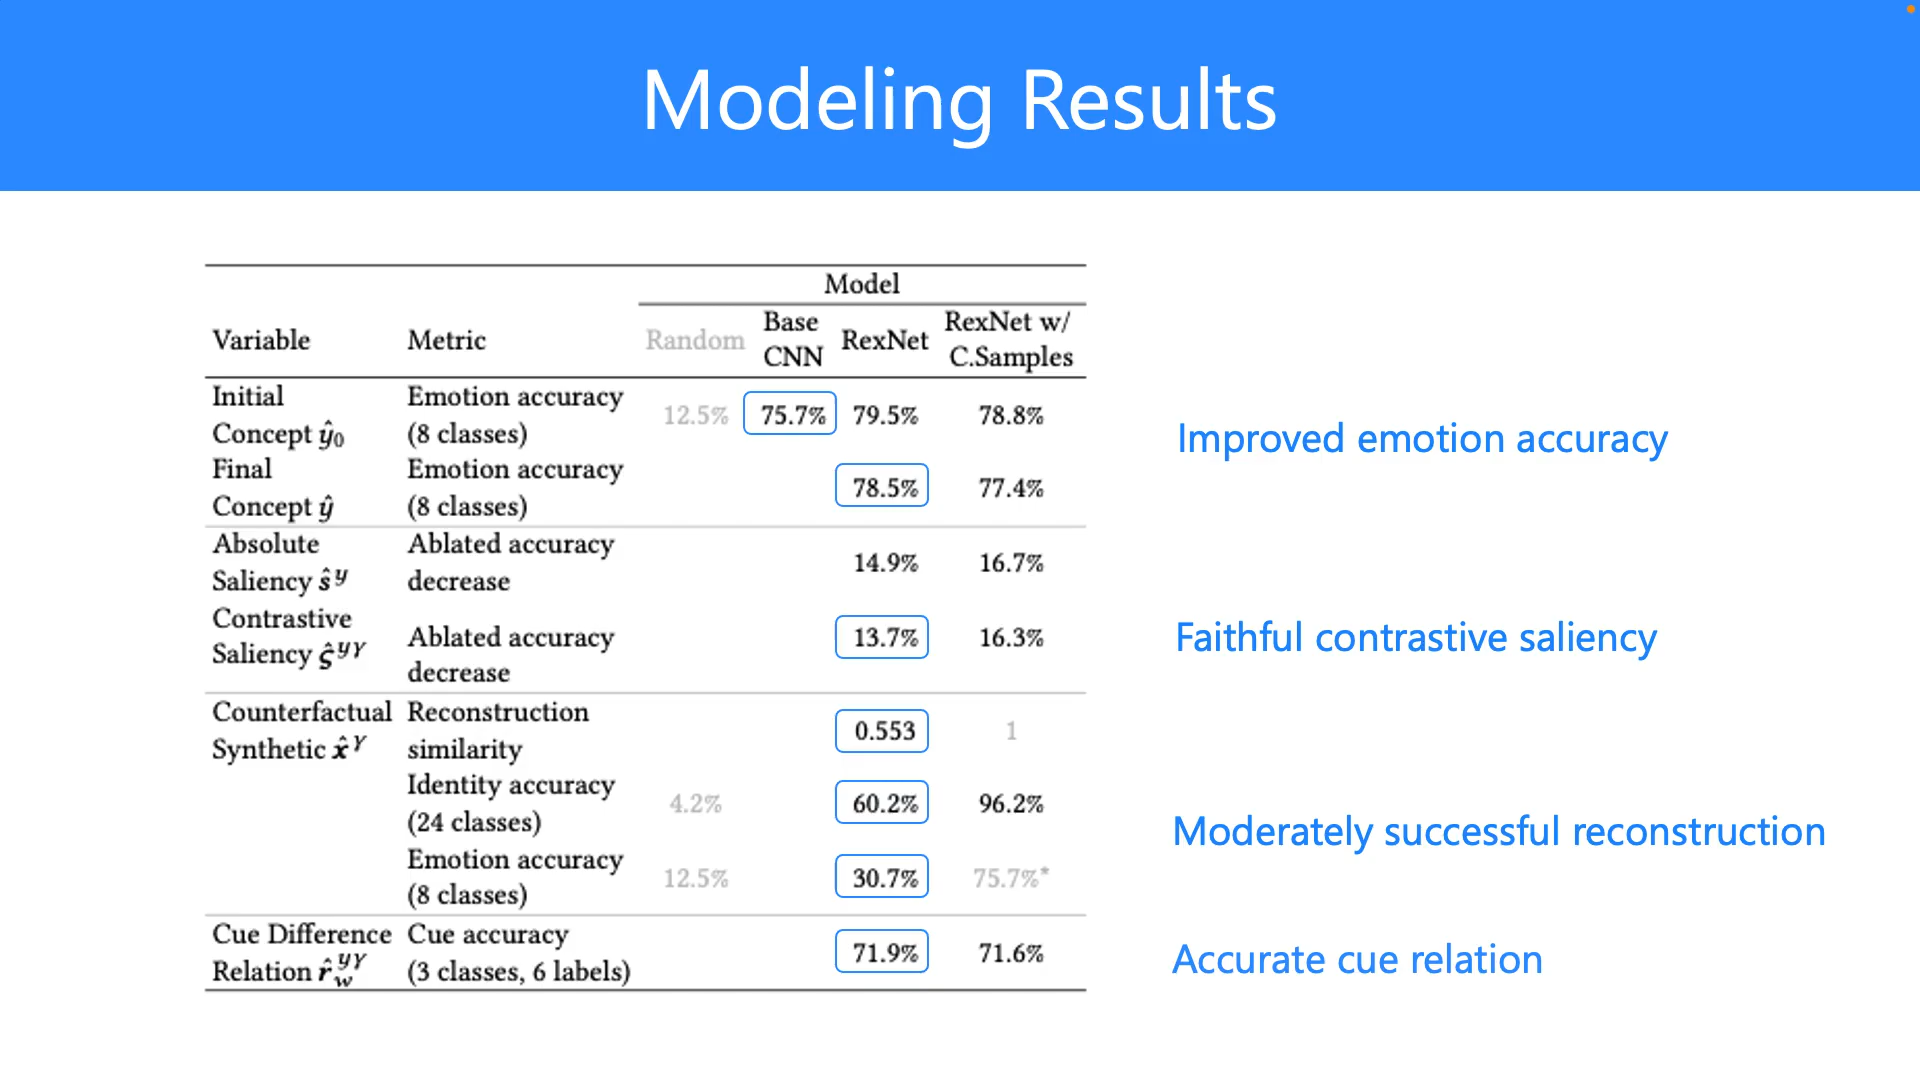 Modeling Results
Model
Variable Metric Random Base CNN RexNet RexNet w/ C.Samples
Initial Concept ŷ₀ Emotion accuracy (8 classes) 12.5% 75.7% 79.5% 78.8%
Final Concept ŷ Emotion accuracy (8 classes) 78.5% 77.4%
Improved emotion accuracy
Absolute Saliency ŝ^y Ablated accuracy decrease 14.9% 16.7%
Contrastive Saliency ς̂^yY Ablated accuracy decrease 13.7% 16.3%
Faithful contrastive saliency
Counterfactual Synthetic x̂^Y Reconstruction similarity 0.553 1
Identity accuracy (24 classes) 4.2% 60.2% 96.2%
Emotion accuracy (8 classes) 12.5% 30.7% 75.7%*
Moderately successful reconstruction
Cue Difference Relation r̂_w^yY Cue accuracy (3 classes, 6 labels) 71.9% 71.6%
Accurate cue relation